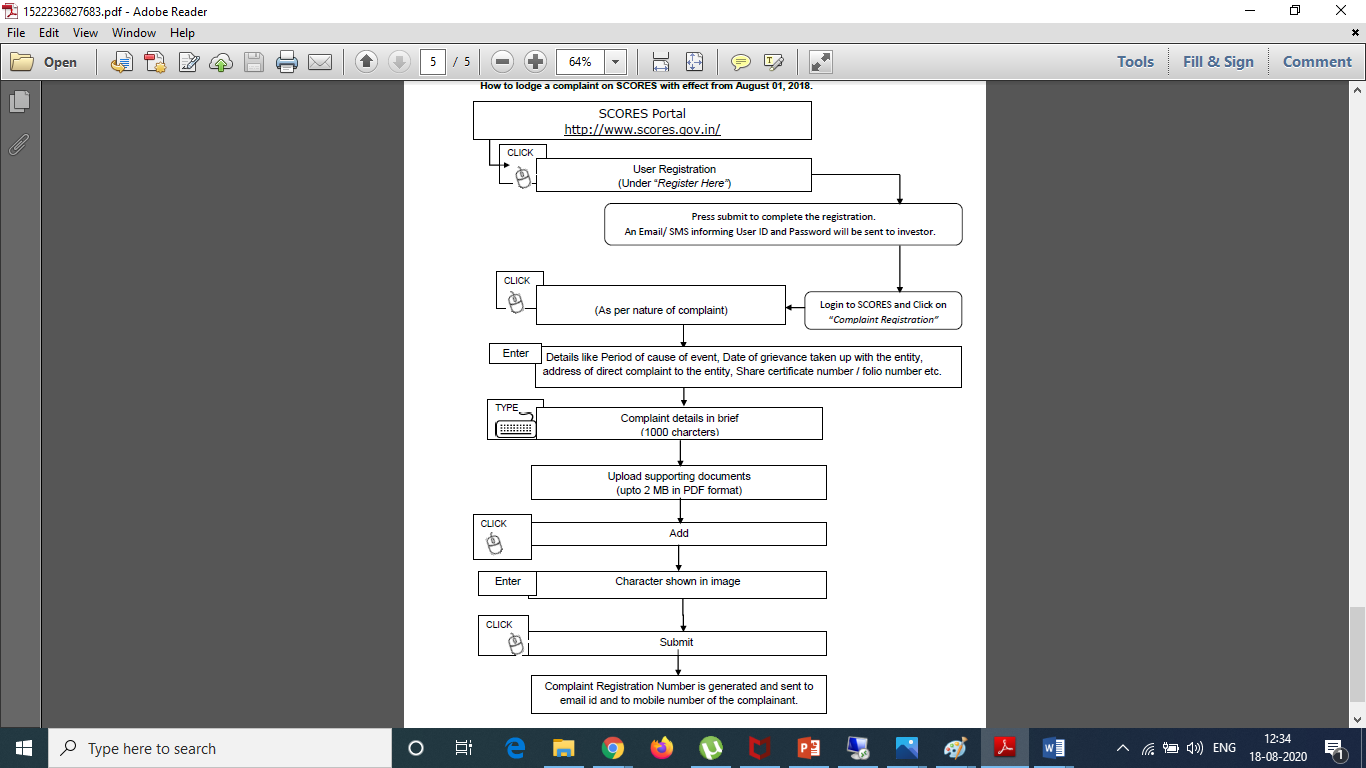 1522236827683.pdf - Adobe Reader
File Edit View Window Help
Open 5 / 5 64% Tools Fill & Sign Comment
How to lodge a complaint on SCORES with effect from August 01, 2018.
SCORES Portal
http://www.scores.gov.in/
CLICK
User Registration
(Under “Register Here”)
Press submit to complete the registration.
An Email/ SMS informing User ID and Password will be sent to investor.
CLICK
Login to SCORES and Click on
“Complaint Registration”
(As per nature of complaint)
Enter
Details like Period of cause of event, Date of grievance taken up with the entity,
address of direct complaint to the entity, Share certificate number / folio number etc.
TYPE
Complaint details in brief
(1000 charcters)
Upload supporting documents
(upto 2 MB in PDF format)
CLICK
Add
Enter
Character shown in image
CLICK
Submit
Complaint Registration Number is generated and sent to
email id and to mobile number of the complainant.
Type here to search
ENG
12:34
18-08-2020
1